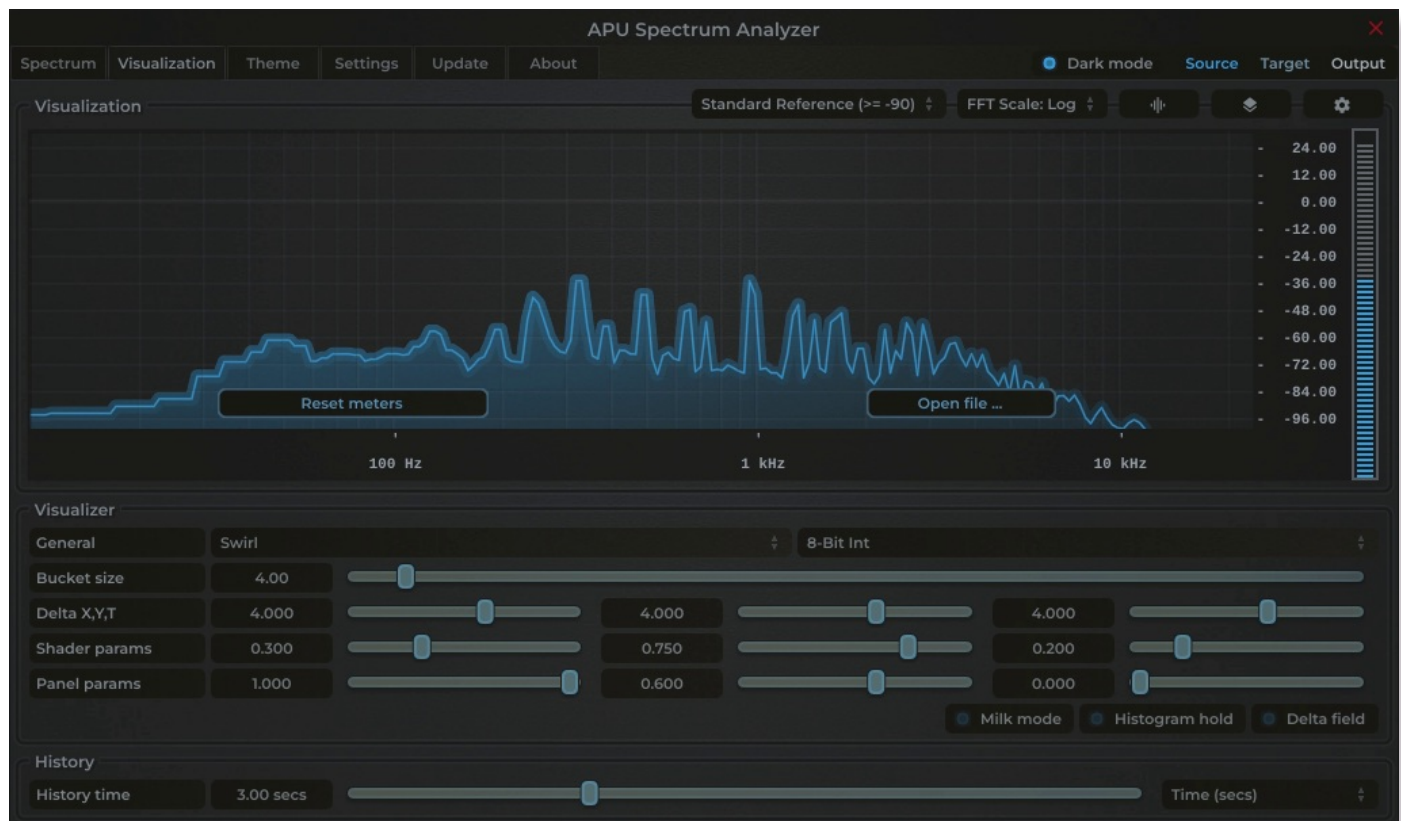 APU Spectrum Analyzer
Spectrum Visualization Theme Settings Update About Dark mode Source Target Output
Visualization Standard Reference (>= -90) FFT Scale: Log
- 24.00
- 12.00
- 0.00
- -12.00
- -24.00
- -36.00
- -48.00
- -60.00
- -72.00
- -84.00
Reset meters Open file ...
- -96.00
100 Hz 1 kHz 10 kHz
Visualizer
General Swirl 8-Bit Int
Bucket size 4.00
Delta X,Y,T 4.000 4.000 4.000
Shader params 0.300 0.750 0.200
Panel params 1.000 0.600 0.000
Milk mode Histogram hold Delta field
History
History time 3.00 secs Time (secs)